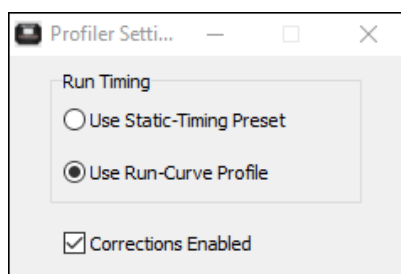 Profiler Setti...
Run Timing
Use Static-Timing Preset
Use Run-Curve Profile
Corrections Enabled